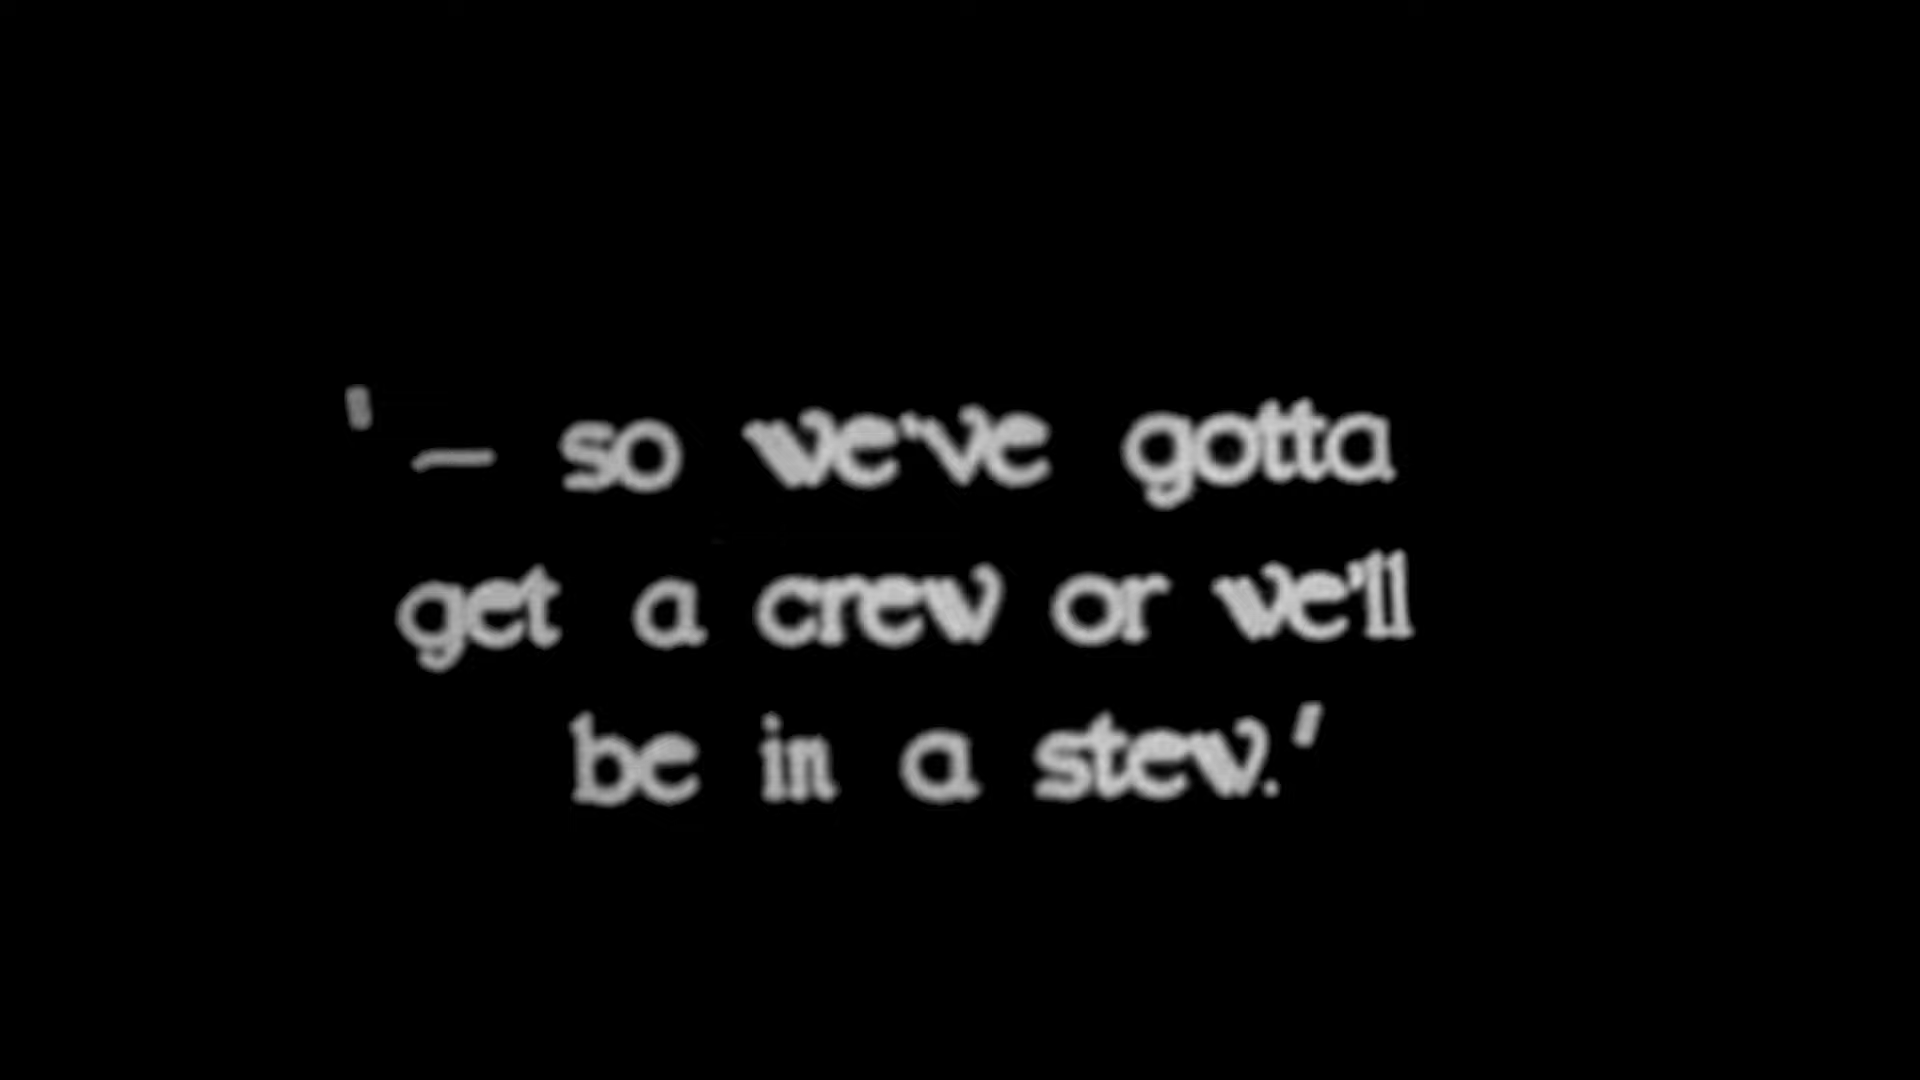 '— so we've gotta
get a crew or we'll
be in a stew.'